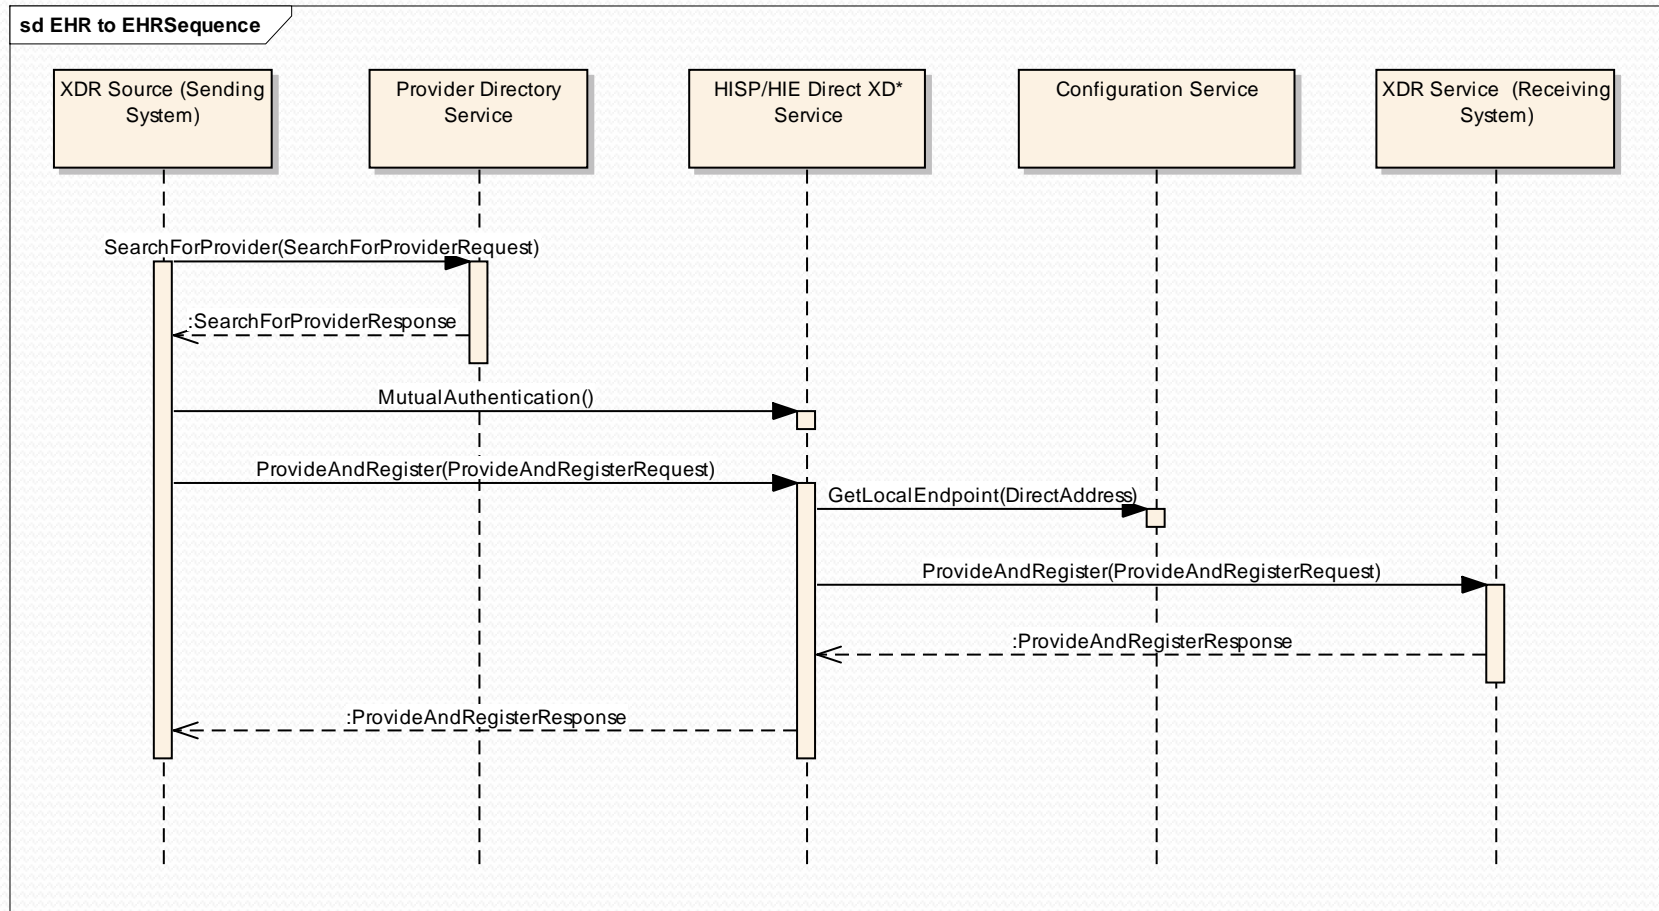 sd EHR to EHRSequence
XDR Source (Sending
System)
Provider Directory
Service
HISP/HIE Direct XD*
Service
Configuration Service
XDR Service  (Receiving
System)
SearchForProvider(SearchForProviderRequest)
:SearchForProviderResponse
MutualAuthentication()
ProvideAndRegister(ProvideAndRegisterRequest)
GetLocalEndpoint(DirectAddress)
ProvideAndRegister(ProvideAndRegisterRequest)
:ProvideAndRegisterResponse
:ProvideAndRegisterResponse